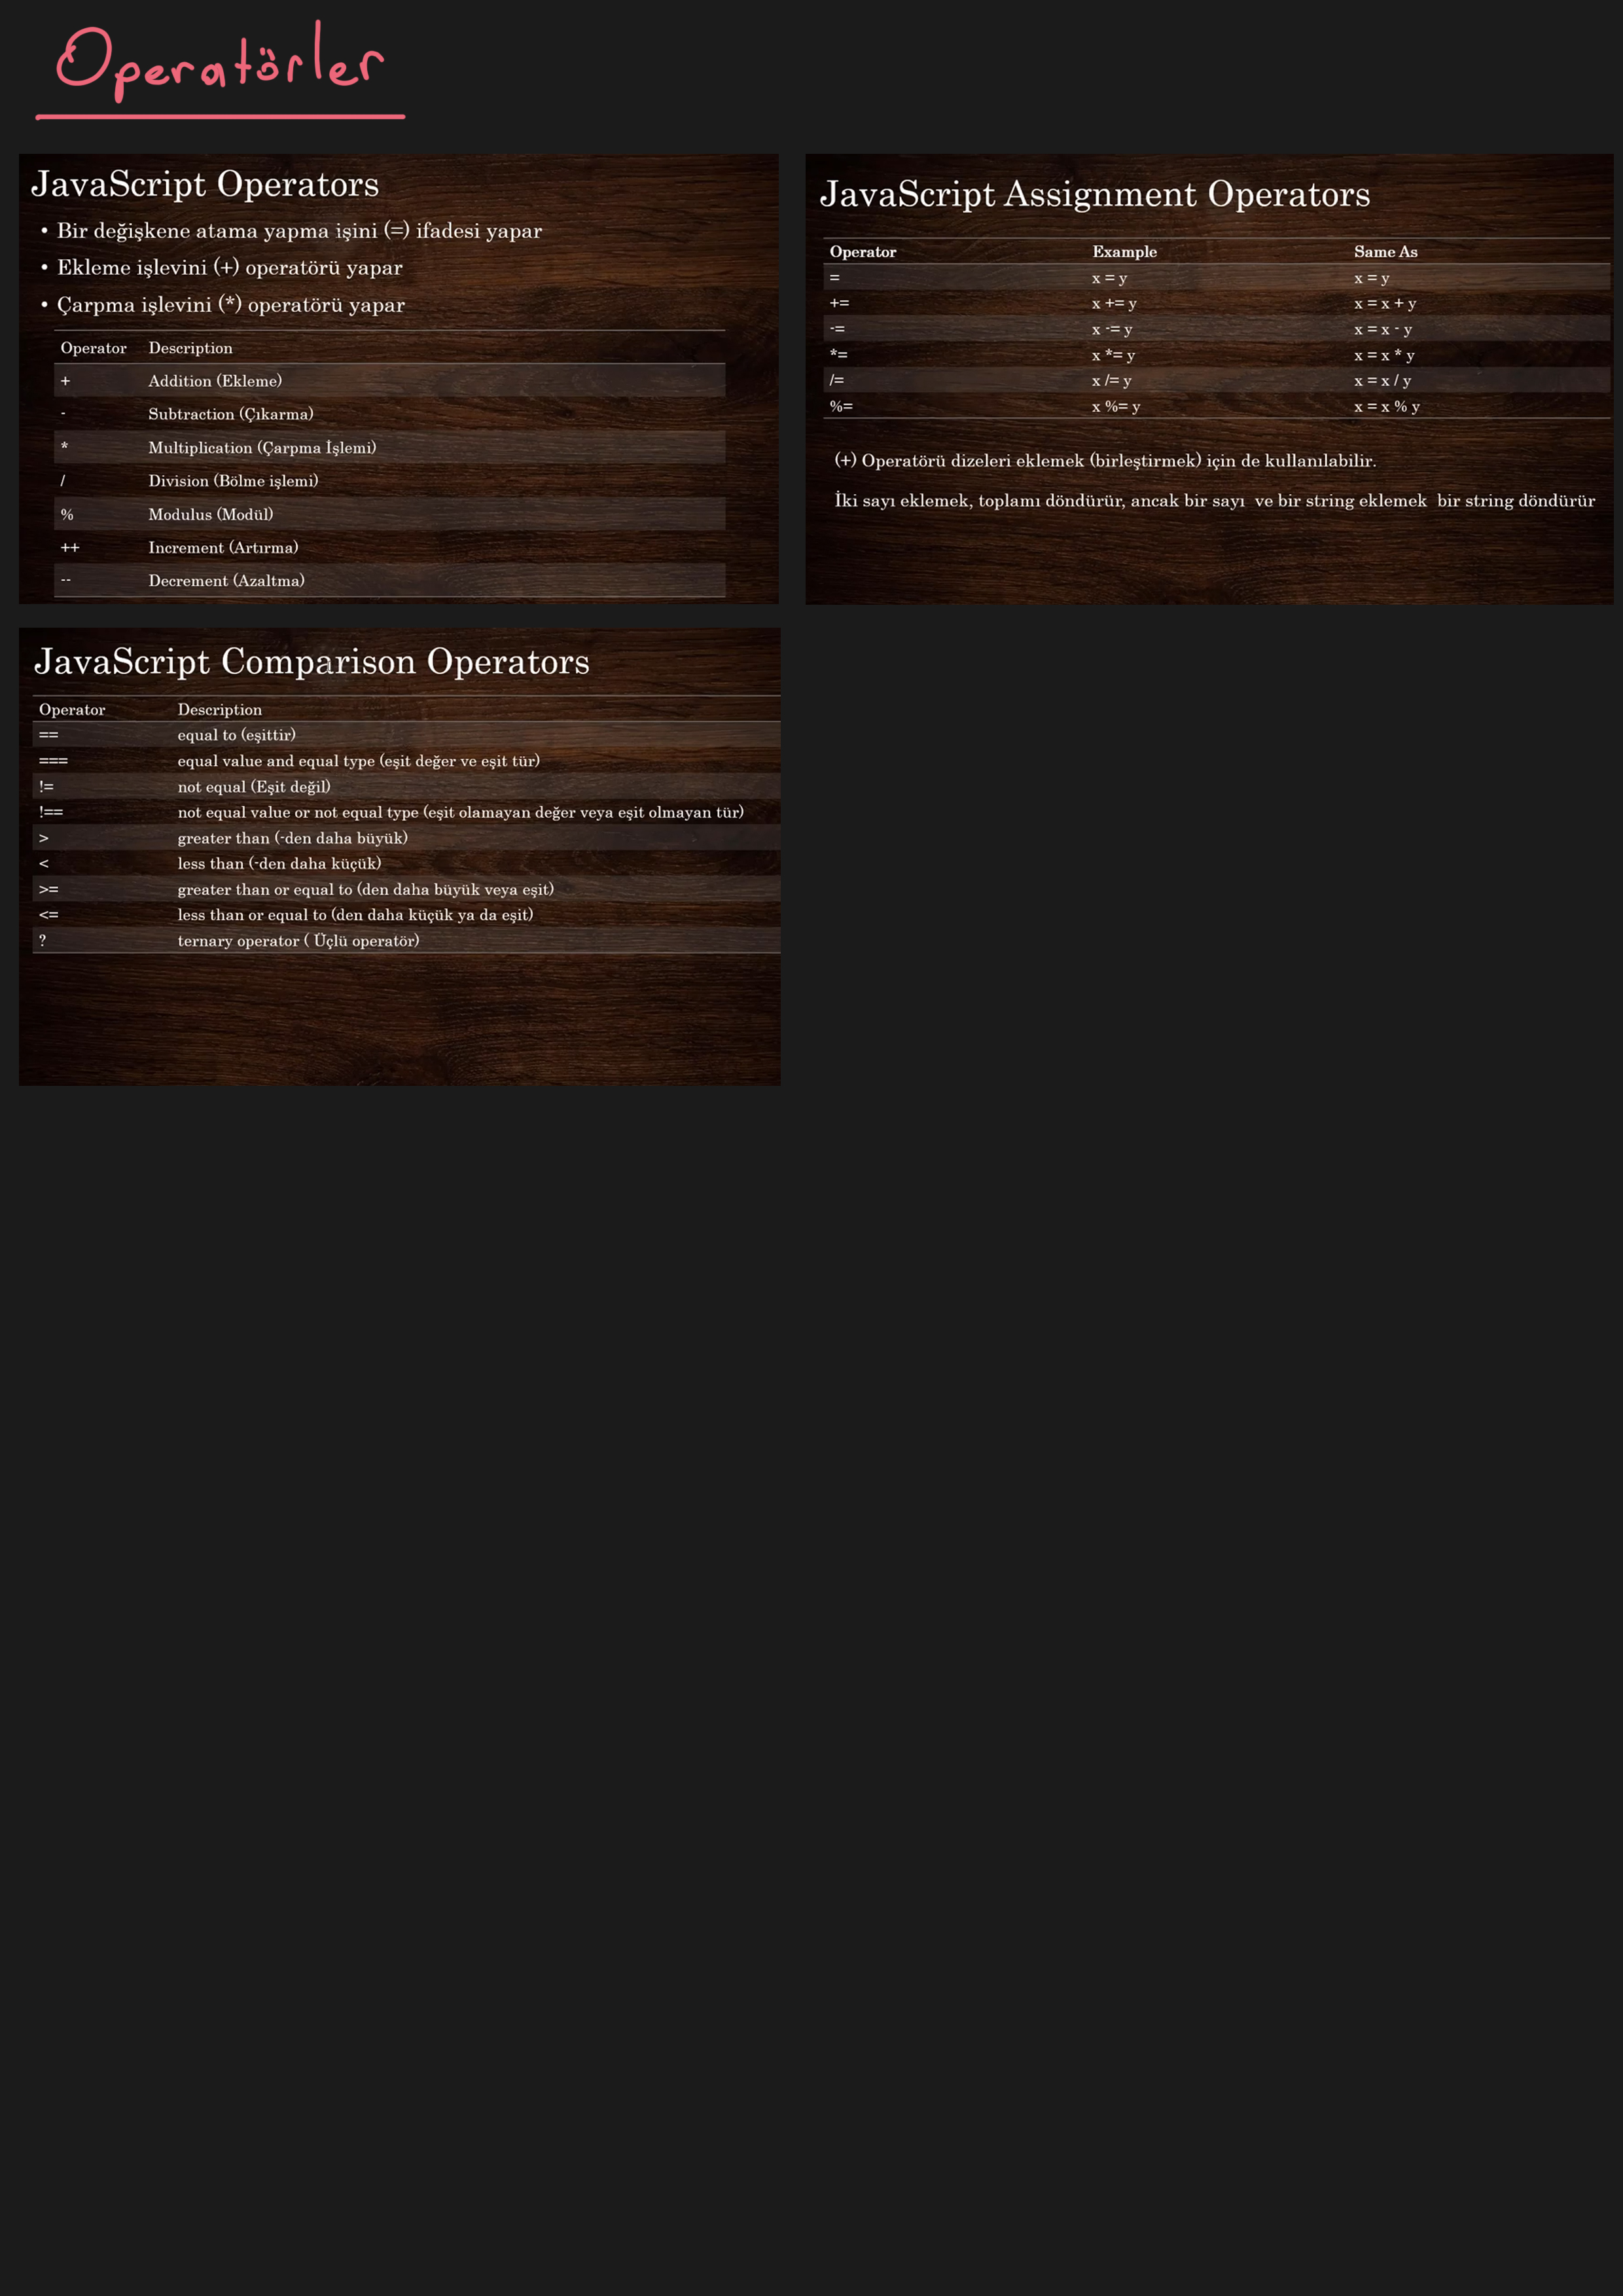 Operatörler
JavaScript Operators
• Bir değişkene atama yapma işini (=) ifadesi yapar
• Ekleme işlevini (+) operatörü yapar
• Çarpma işlevini (*) operatörü yapar
Operator Description
+ Addition (Ekleme)
- Subtraction (Çıkarma)
* Multiplication (Çarpma İşlemi)
/ Division (Bölme işlemi)
% Modulus (Modül)
++ Increment (Artırma)
-- Decrement (Azaltma)
JavaScript Assignment Operators
Operator Example Same As
= x = y x = y
+= x += y x = x + y
-= x -= y x = x - y
*= x *= y x = x * y
/= x /= y x = x / y
%= x %= y x = x % y
(+) Operatörü dizeleri eklemek (birleştirmek) için de kullanılabilir.
İki sayı eklemek, toplamı döndürür, ancak bir sayı ve bir string eklemek bir string döndürür
JavaScript Comparison Operators
Operator Description
== equal to (eşittir)
=== equal value and equal type (eşit değer ve eşit tür)
!= not equal (Eşit değil)
!== not equal value or not equal type (eşit olamayan değer veya eşit olmayan tür)
> greater than (-den daha büyük)
< less than (-den daha küçük)
>= greater than or equal to (den daha büyük veya eşit)
<= less than or equal to (den daha küçük ya da eşit)
? ternary operator ( Üçlü operatör)